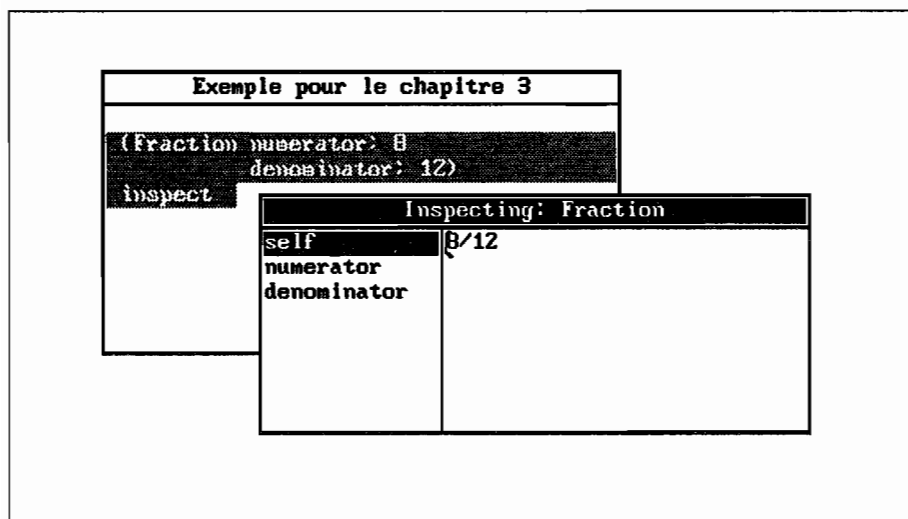 Exemple pour le chapitre 3
(Fraction numerator: 8
denominator: 12)
inspect
Inspecting: Fraction
self
8/12
numerator
denominator